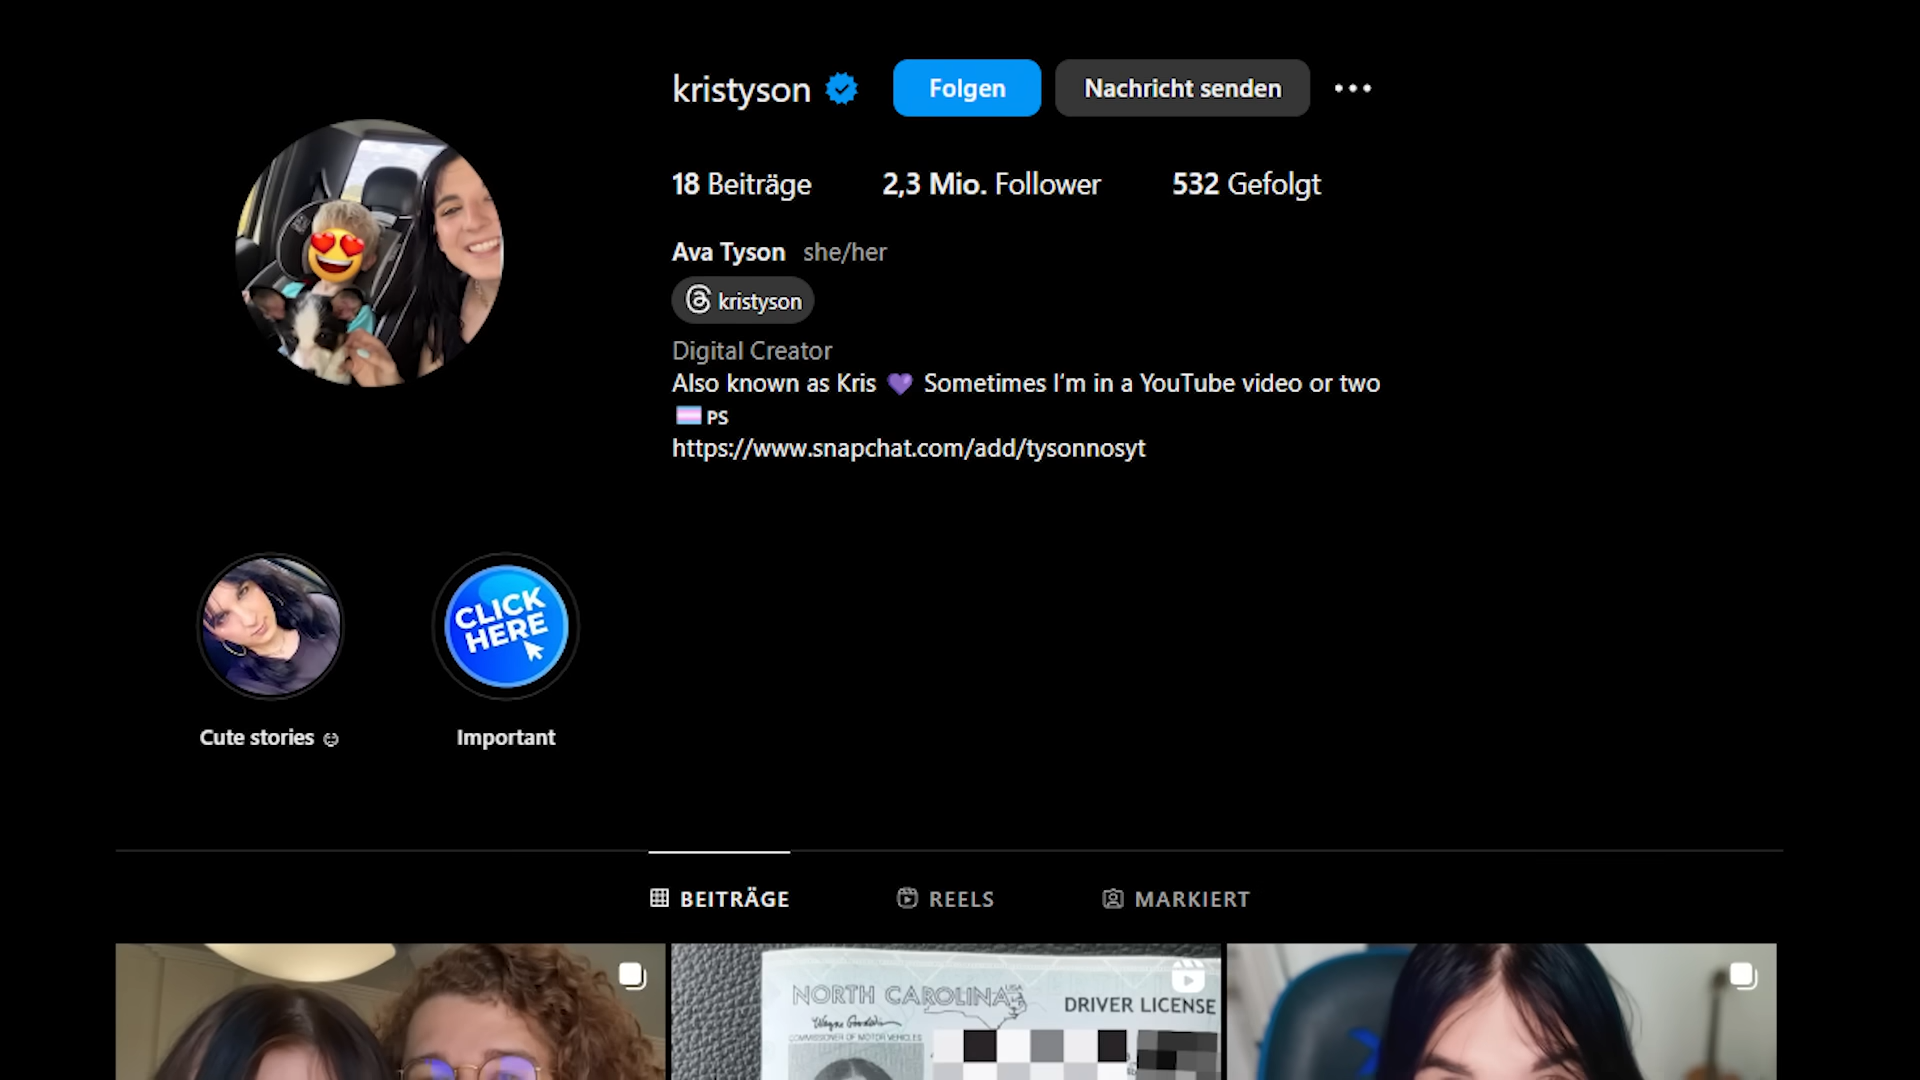 kristyson
Folgen
Nachricht senden
18 Beiträge
2,3 Mio. Follower
532 Gefolgt
Ava Tyson she/her
kristyson
Digital Creator
Also known as Kris 💜 Sometimes I'm in a YouTube video or two
PS
https://www.snapchat.com/add/tysonnosyt
CLICK
HERE
Cute stories
Important
BEITRÄGE
REELS
MARKIERT
NORTH CAROLINA
USA
DRIVER LICENSE
COMMISSIONER OF MOTOR VEHICLES